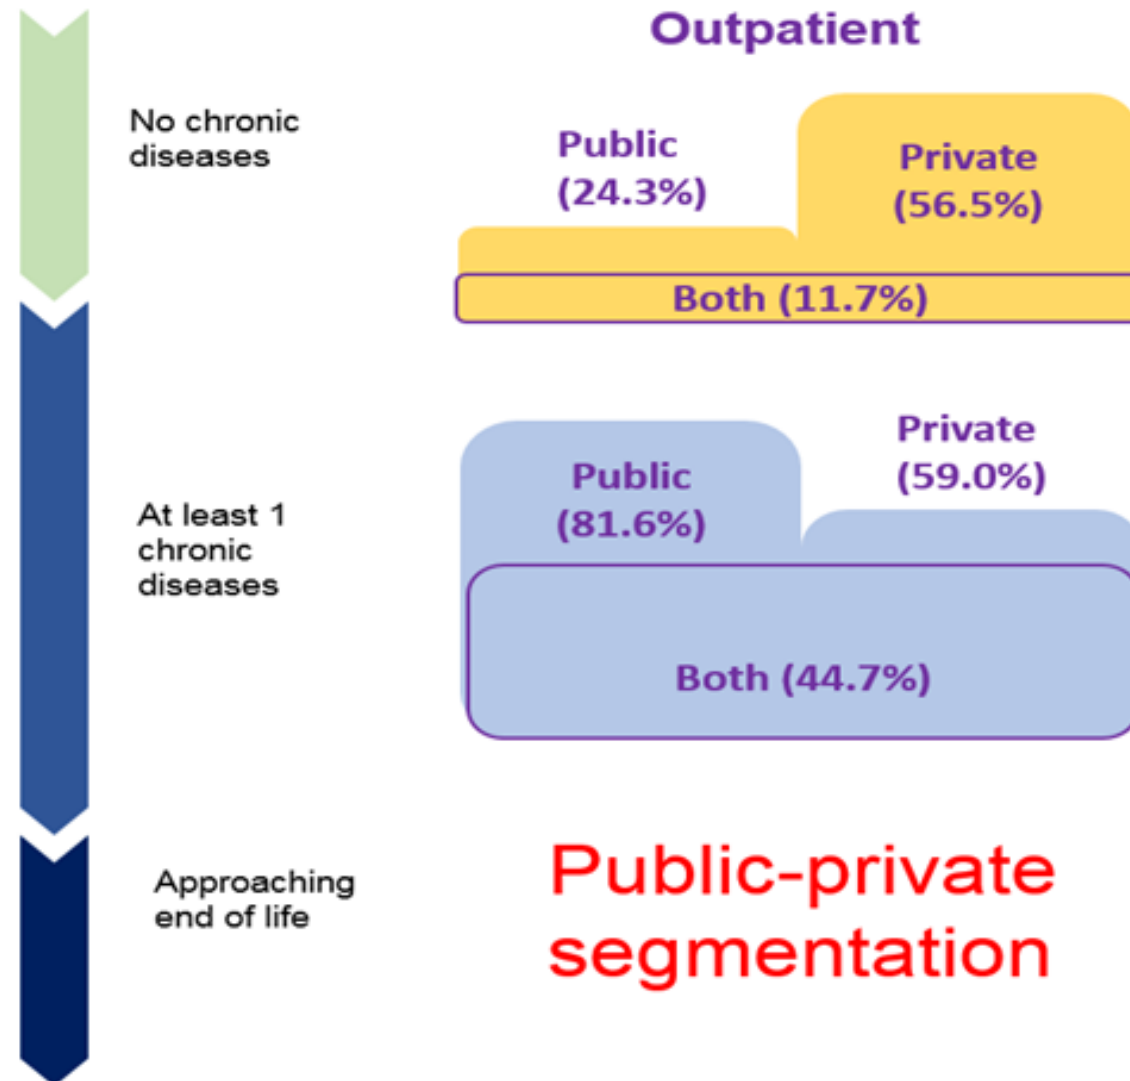 Outpatient
No chronic
diseases
Public
(24.3%)
Private
(56.5%)
Both (11.7%)
At least 1
chronic
diseases
Public
(81.6%)
Private
(59.0%)
Both (44.7%)
Approaching
end of life
Public-private
segmentation